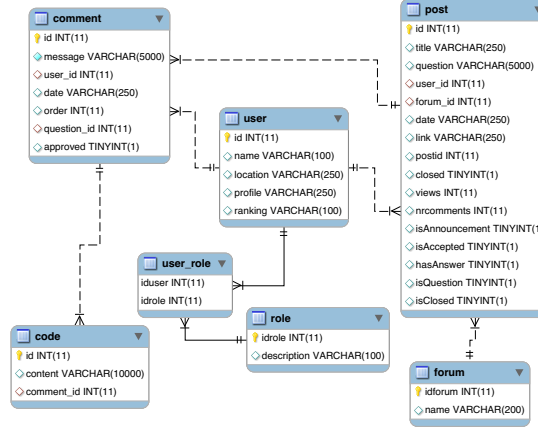 comment
id INT(11)
message VARCHAR(5000)
user_id INT(11)
date VARCHAR(250)
order INT(11)
question_id INT(11)
approved TINYINT(1)
post
id INT(11)
title VARCHAR(250)
question VARCHAR(5000)
user_id INT(11)
forum_id INT(11)
date VARCHAR(250)
link VARCHAR(250)
postid INT(11)
closed TINYINT(1)
views INT(11)
nrcomments INT(11)
isAnnouncement TINYINT(1)
isAccepted TINYINT(1)
hasAnswer TINYINT(1)
isQuestion TINYINT(1)
isClosed TINYINT(1)
user
id INT(11)
name VARCHAR(100)
location VARCHAR(250)
profile VARCHAR(250)
ranking VARCHAR(100)
user_role
iduser INT(11)
idrole INT(11)
role
idrole INT(11)
description VARCHAR(100)
code
id INT(11)
content VARCHAR(10000)
comment_id INT(11)
forum
idforum INT(11)
name VARCHAR(200)